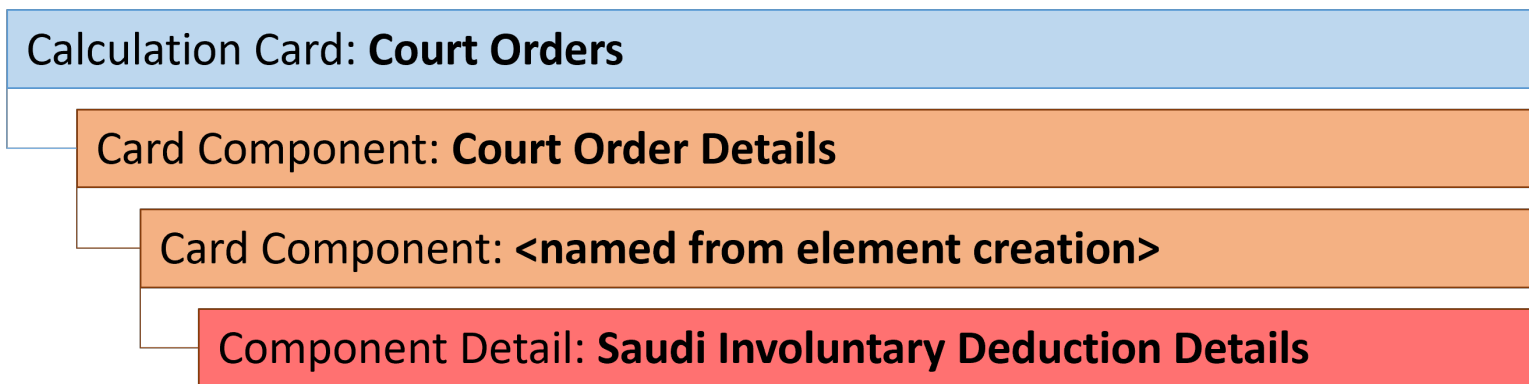 Calculation Card: Court Orders
Card Component: Court Order Details
Card Component: <named from element creation>
Component Detail: Saudi Involuntary Deduction Details